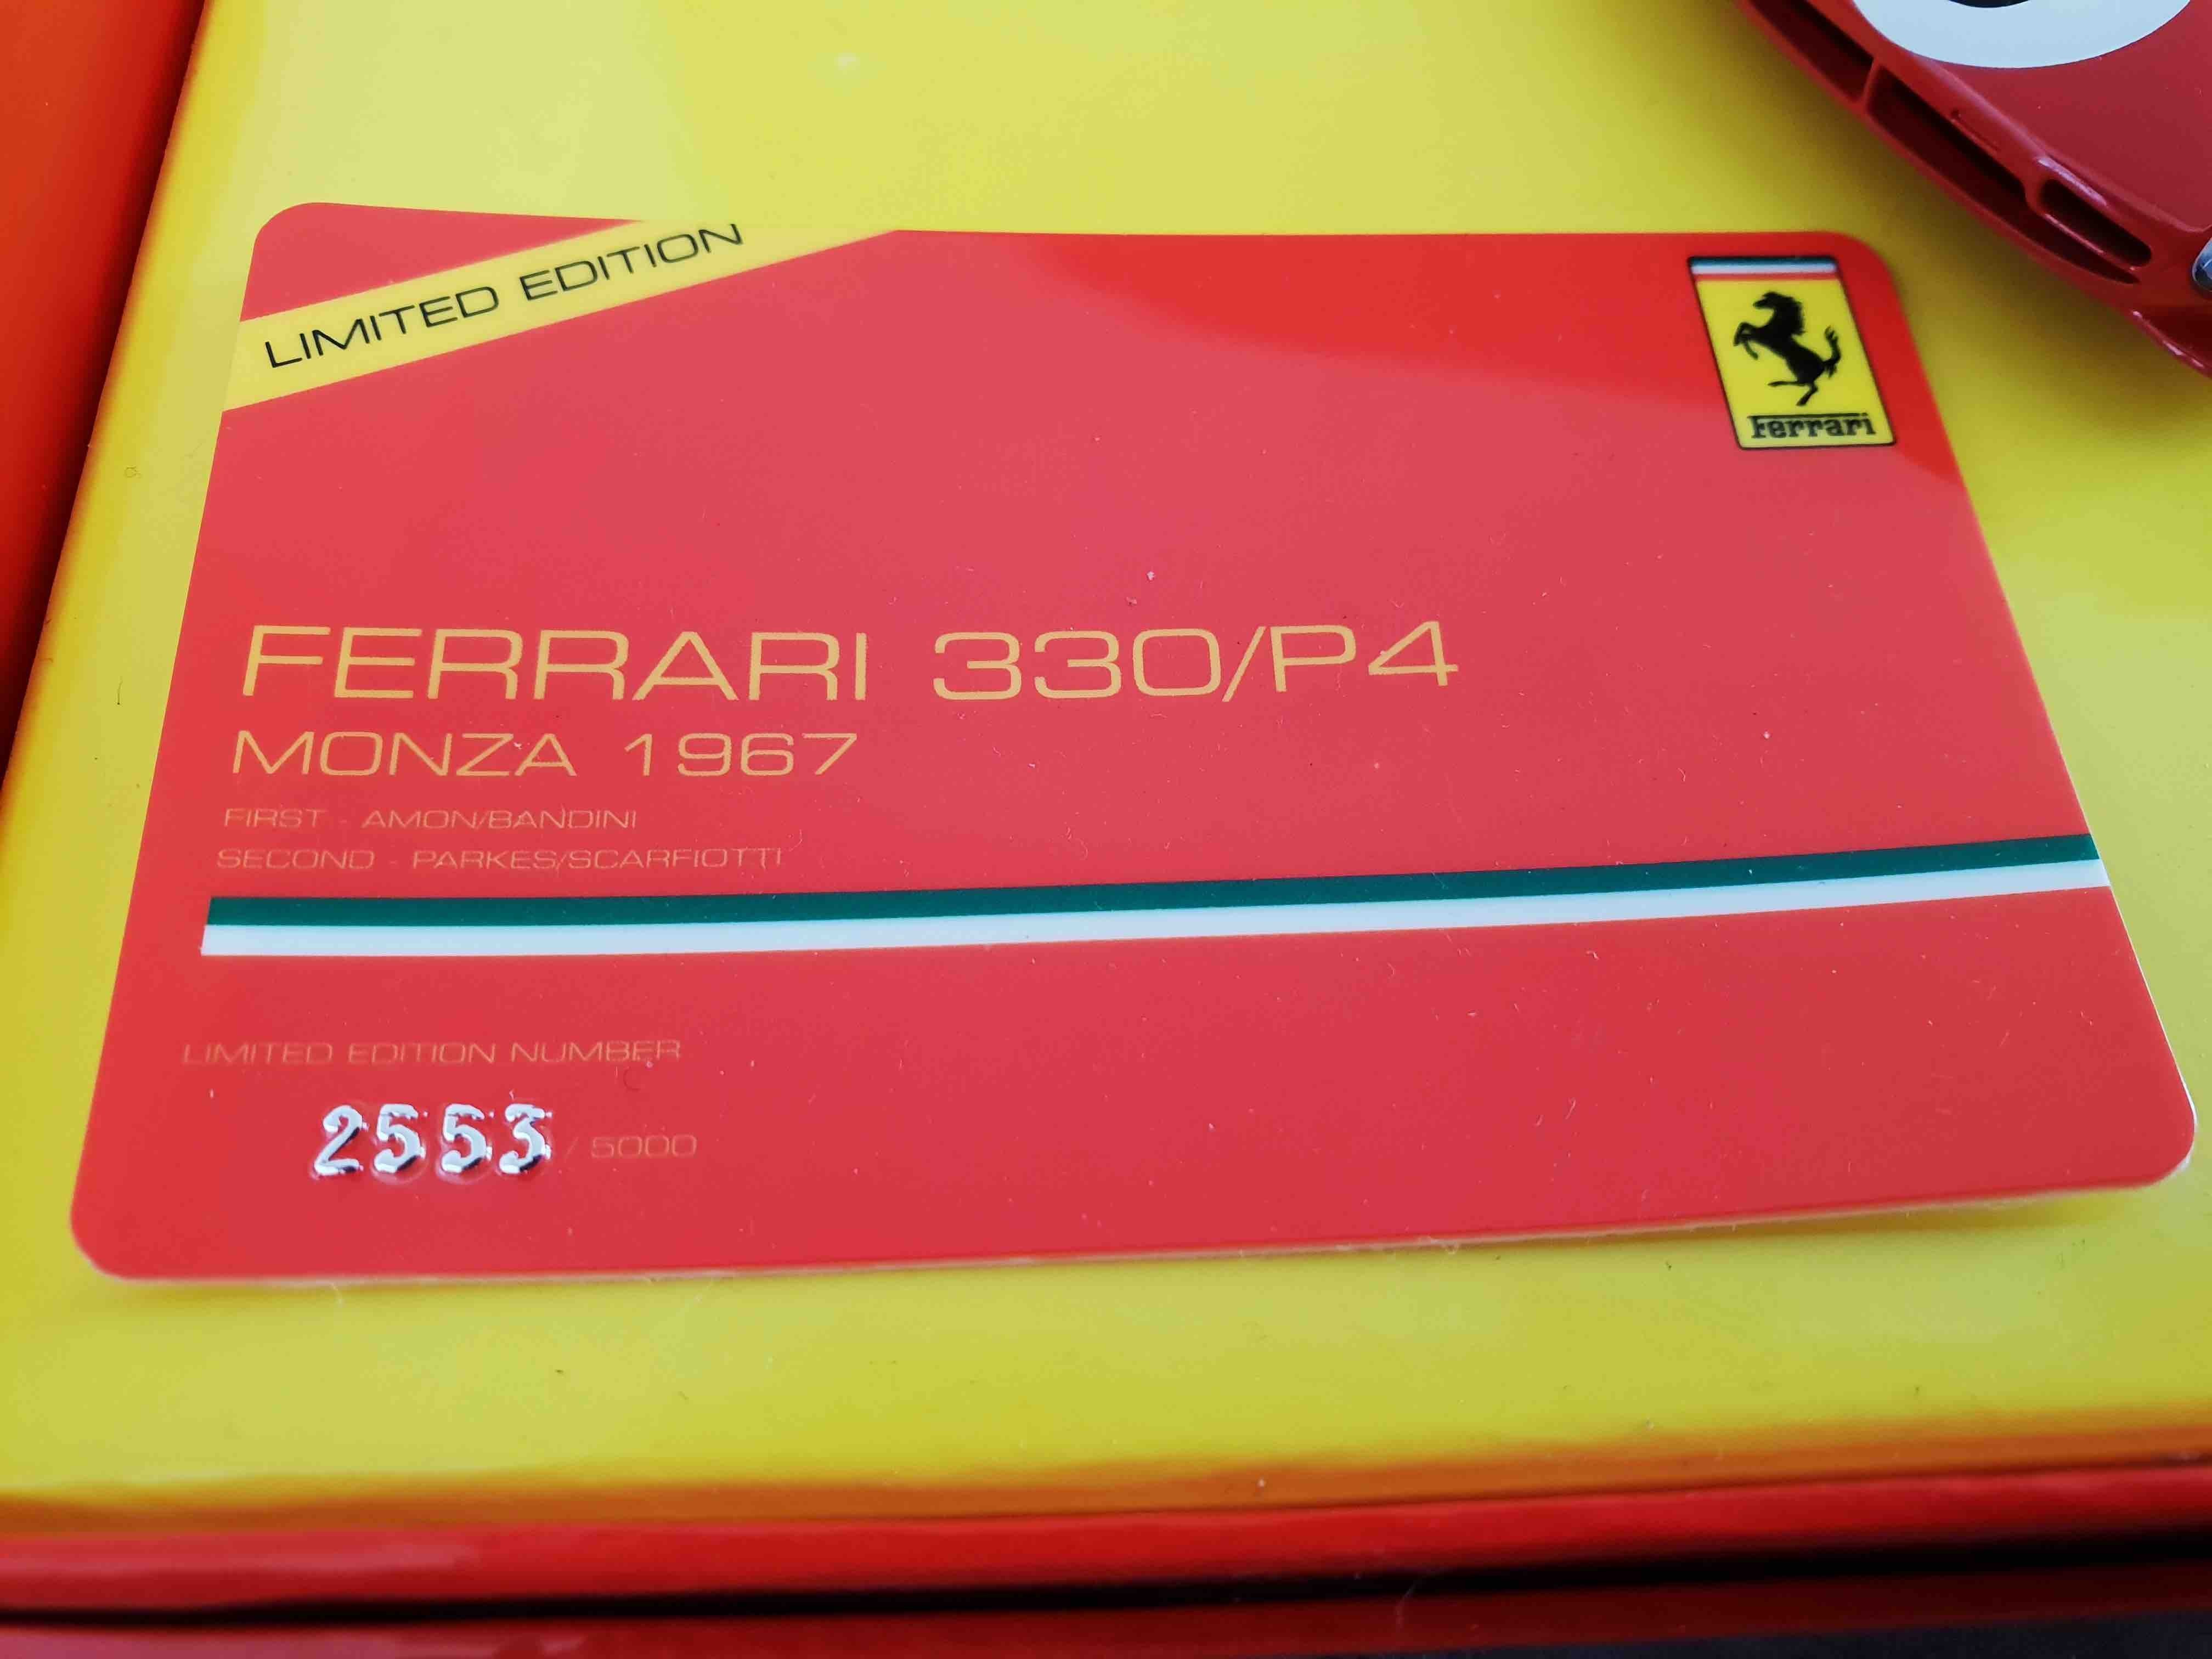 LIMITED EDITION
Ferrari
FERRARI 330/P4
MONZA 1967
FIRST - AMON/BANDINI
SECOND - PARKES/SCARFIOTTI
LIMITED EDITION NUMBER
2553 / 5000